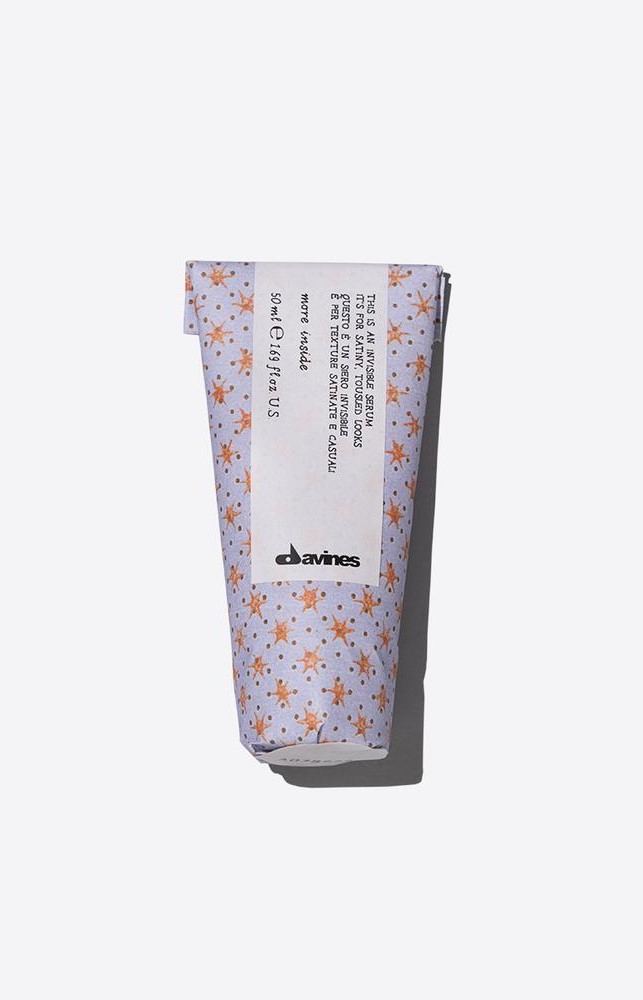 THIS IS AN INVISIBLE SERUM
IT'S FOR SATINY, TOUSLED LOOKS
QUESTO È UN SIERO INVISIBILE
È PER TEXTURE SATINATE E CASUALI
more inside
50 ml ℮ 1.69 fl.oz U.S.
davines